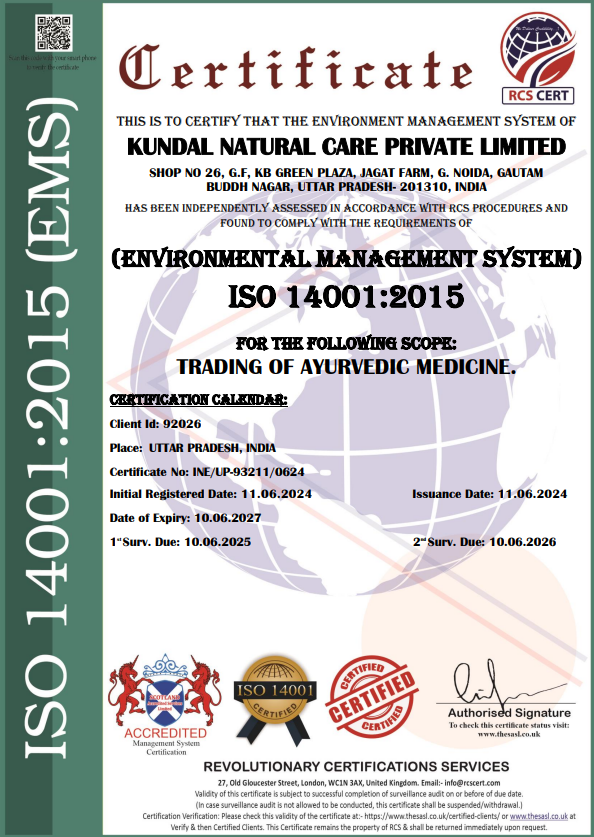 Scan the code with your smart phone
to verify the certificate
ISO 14001:2015 (EMS)
Certificate
RCS CERT
THIS IS TO CERTIFY THAT THE ENVIRONMENT MANAGEMENT SYSTEM OF
KUNDAL NATURAL CARE PRIVATE LIMITED
SHOP NO 26, G.F, KB GREEN PLAZA, JAGAT FARM, G. NOIDA, GAUTAM
BUDDH NAGAR, UTTAR PRADESH- 201310, INDIA
HAS BEEN INDEPENDENTLY ASSESSED IN ACCORDANCE WITH RCS PROCEDURES AND
FOUND TO COMPLY WITH THE REQUIREMENTS OF
(ENVIRONMENTAL MANAGEMENT SYSTEM)
ISO 14001:2015
FOR THE FOLLOWING SCOPE:
TRADING OF AYURVEDIC MEDICINE.
CERTIFICATION CALENDAR:
Client Id: 92026
Place: UTTAR PRADESH, INDIA
Certificate No: INE/UP-93211/0624
Initial Registered Date: 11.06.2024 Issuance Date: 11.06.2024
Date of Expiry: 10.06.2027
1st Surv. Due: 10.06.2025 2nd Surv. Due: 10.06.2026
SCOTLAND
Limited
ACCREDITED
Management System
Certification
ISO 14001
CERTIFIED
CERTIFIED
CERTIFIED
CERTIFIED
Authorised Signature
To check this certificate status visit:
www.thesasl.co.uk
REVOLUTIONARY CERTIFICATIONS SERVICES
27, Old Gloucester Street, London, WC1N 3AX, United Kingdom. Email:- info@rcscert.com
Validity of this certificate is subject to successful completion of surveillance audit on or before of due date.
(In case surveillance audit is not allowed to be conducted, this certificate shall be suspended/withdrawal.)
Certification Verification: Please check this validity of the certificate at:- https://www.thesasl.co.uk/certified-clients/ or www.thesasl.co.uk at
Verify & then Certified Clients. This Certificate remains the property of RCS & shall be returned immediately upon request.